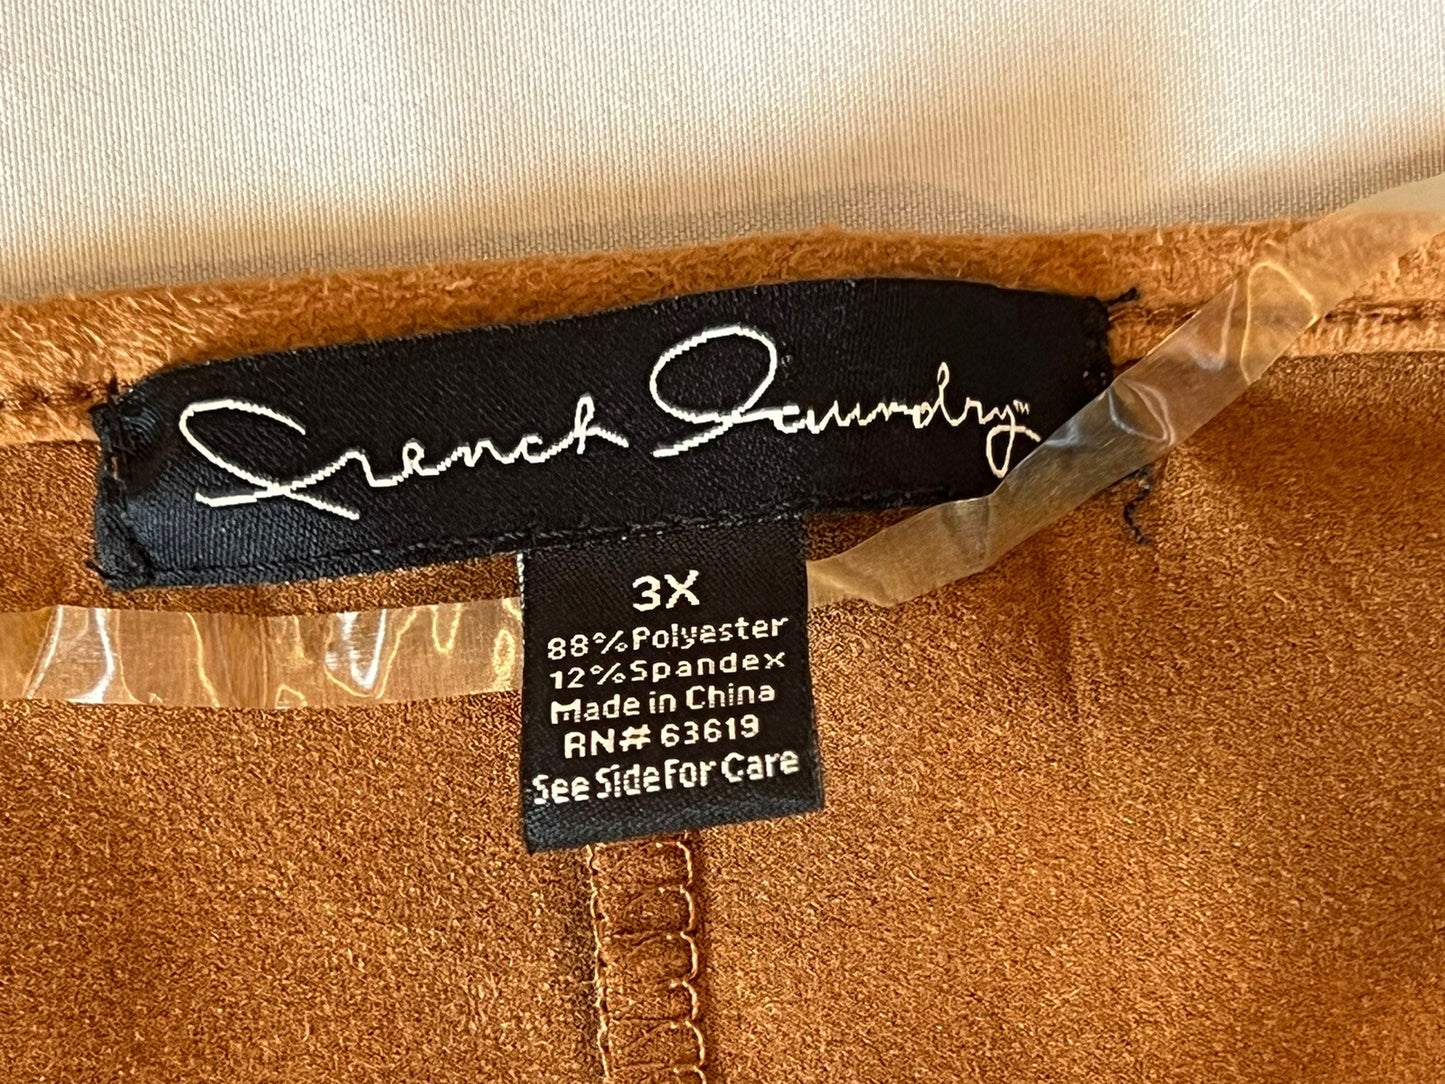 French Laundry™
3X
88% Polyester
12% Spandex
Made in China
RN# 63619
See Side For Care